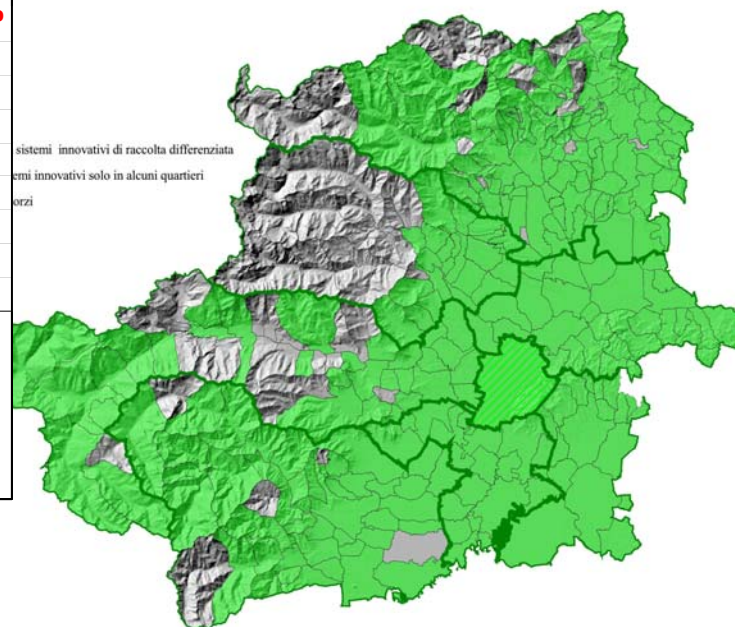 sistemi innovativi di raccolta differenziata
emi innovativi solo in alcuni quartieri
orzi